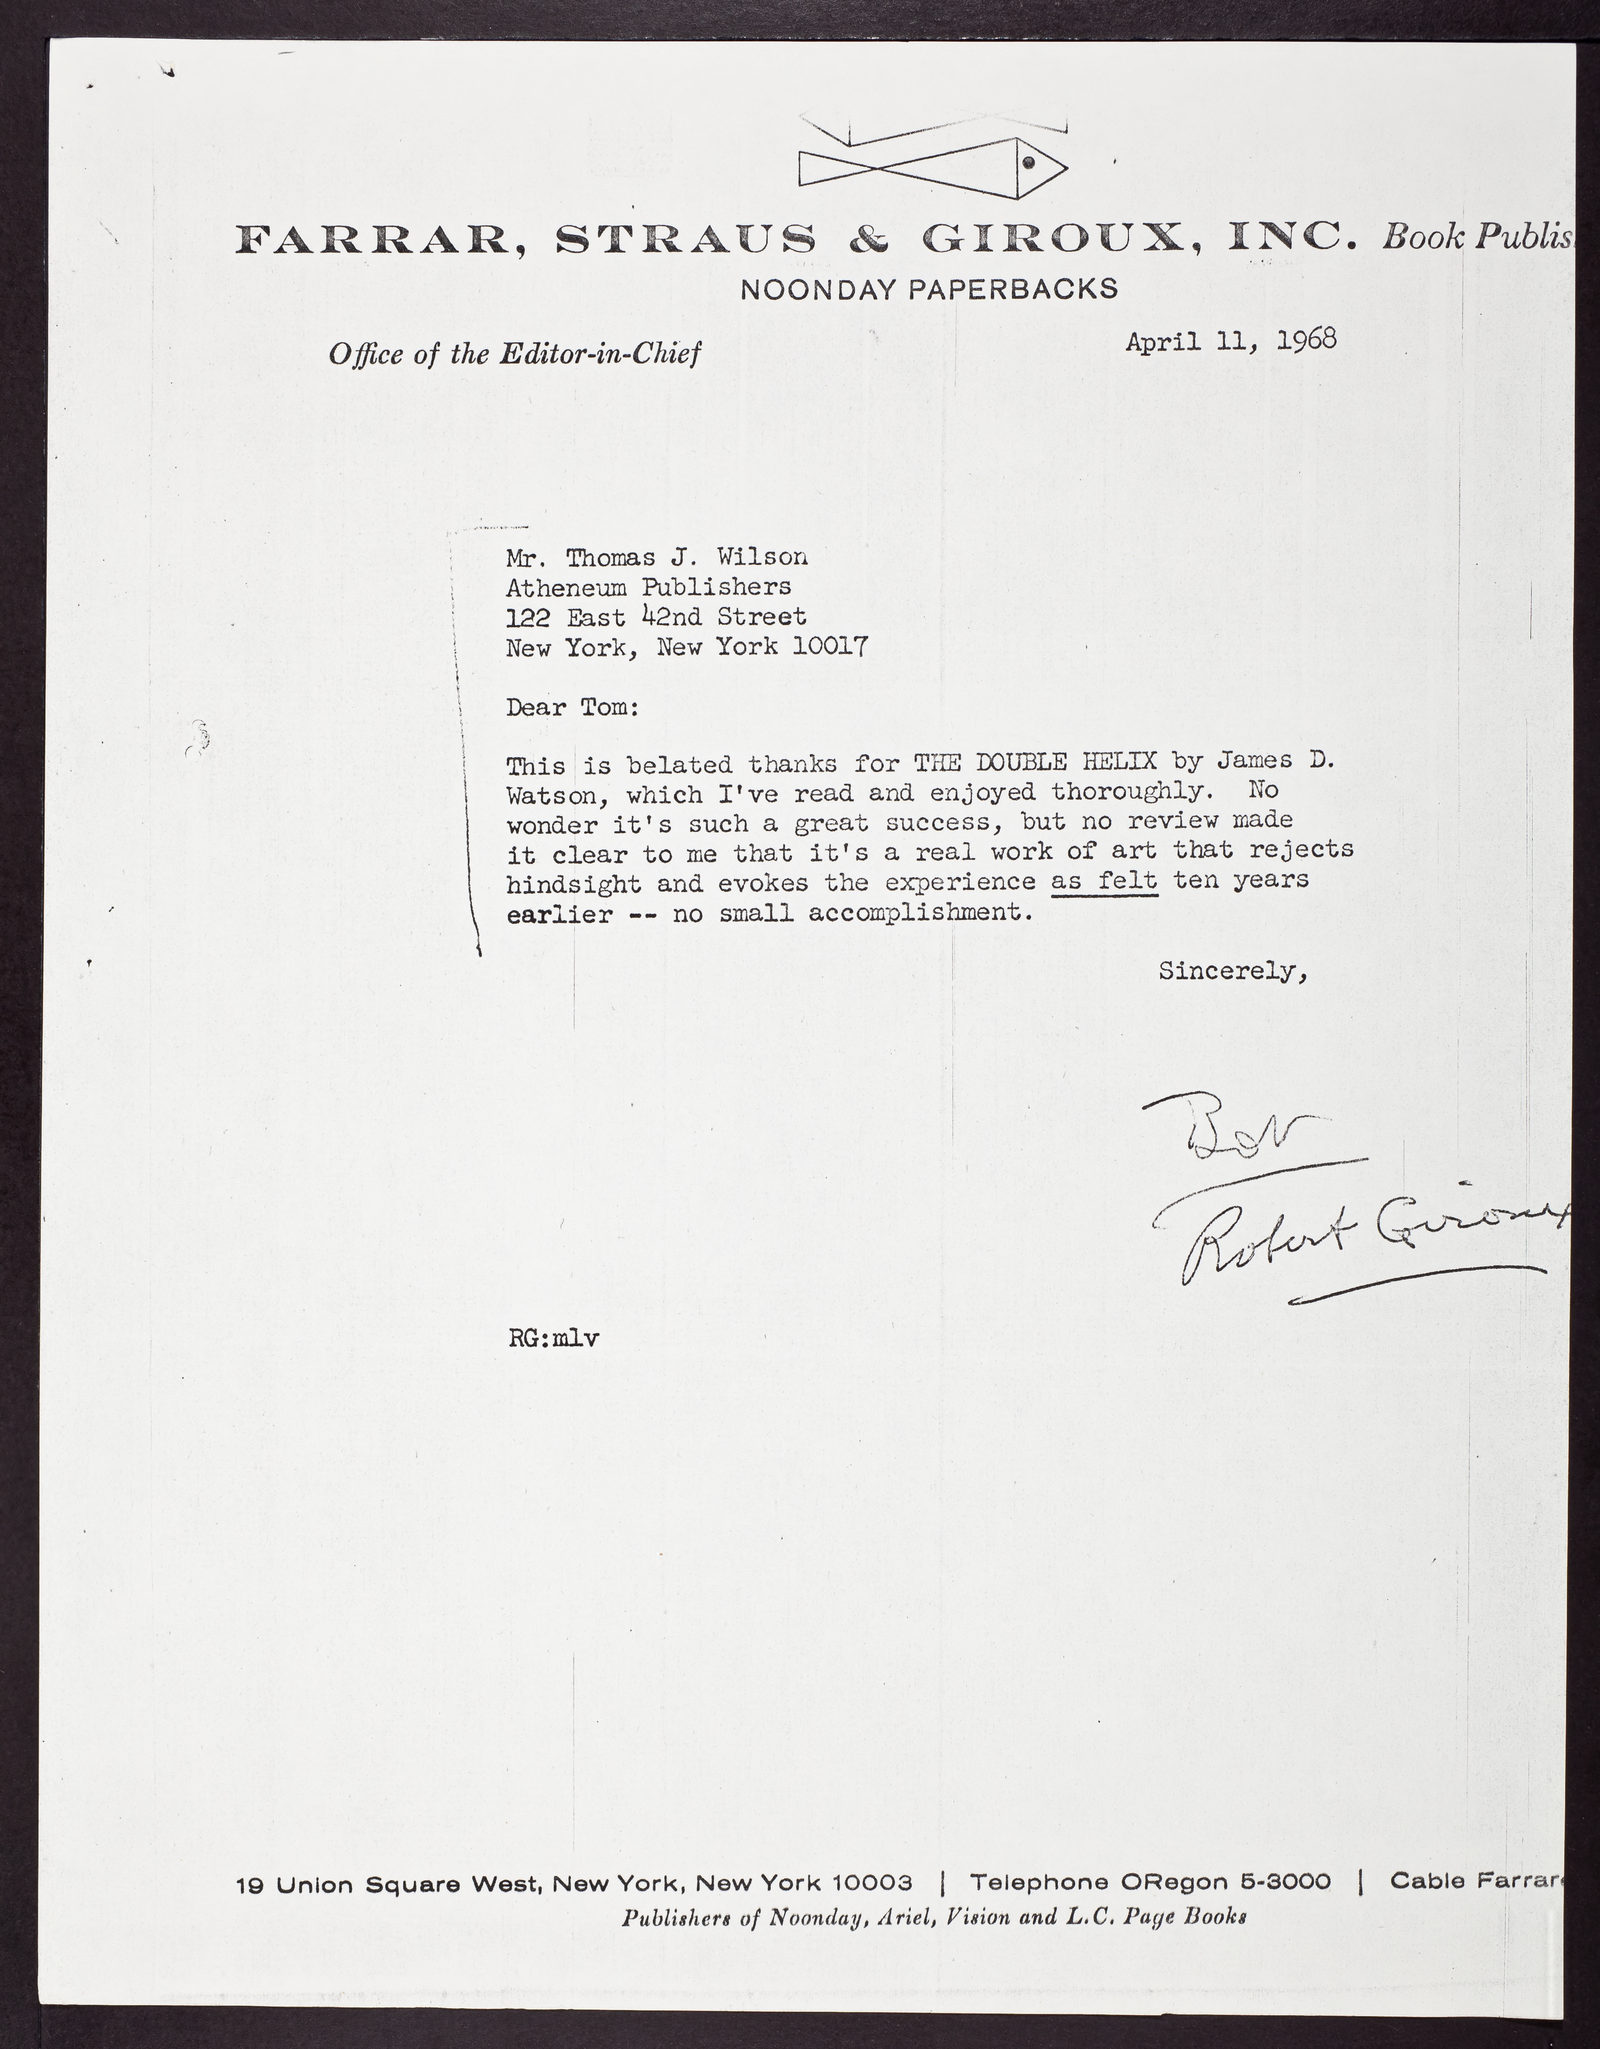 FARRAR, STRAUS & GIROUX, INC. Book Publis
NOONDAY PAPERBACKS
Office of the Editor-in-Chief
April 11, 1968
Mr. Thomas J. Wilson
Atheneum Publishers
122 East 42nd Street
New York, New York 10017
Dear Tom:
This is belated thanks for THE DOUBLE HELIX by James D.
Watson, which I've read and enjoyed thoroughly. No
wonder it's such a great success, but no review made
it clear to me that it's a real work of art that rejects
hindsight and evokes the experience as felt ten years
earlier -- no small accomplishment.
Sincerely,
Bob
Robert Giroux
RG:mlv
19 Union Square West, New York, New York 10003 | Telephone ORegon 5-3000 | Cable Farrar
Publishers of Noonday, Ariel, Vision and L.C. Page Books